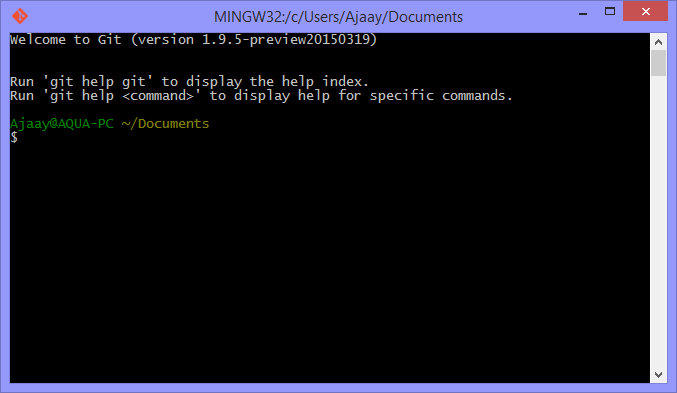 MINGW32:/c/Users/Ajaay/Documents
Welcome to Git (version 1.9.5-preview20150319)
Run 'git help git' to display the help index.
Run 'git help <command>' to display help for specific commands.
Ajaay@AQUA-PC ~/Documents
$